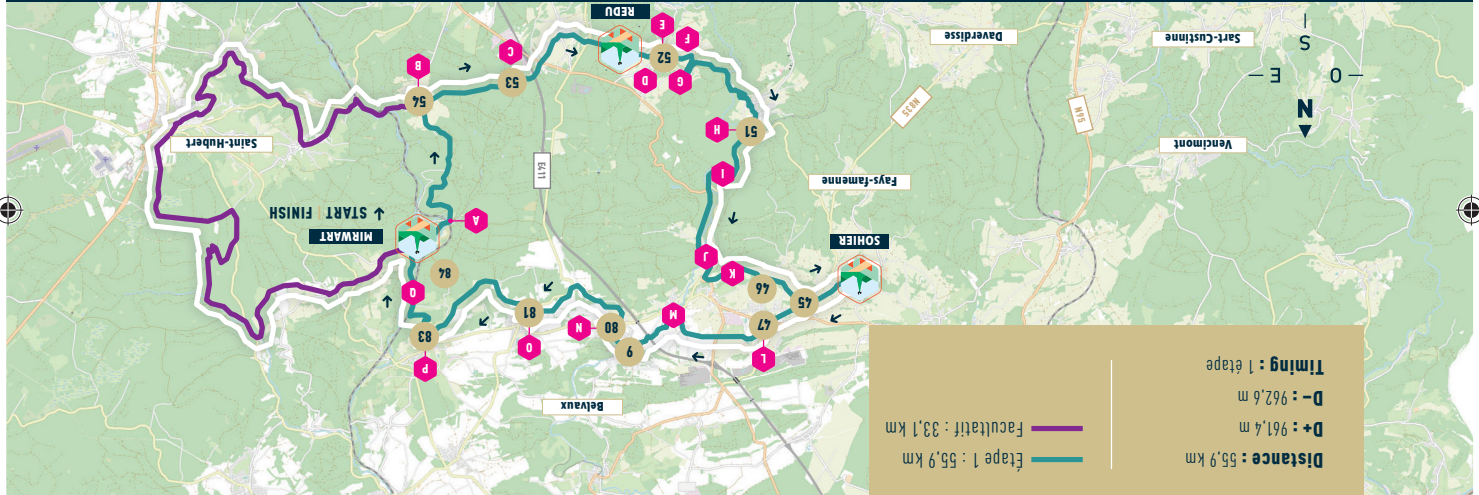 Distance : 55,9 km
D+ : 961,4 m
D- : 962,6 m
Timing : 1 étape
Étape 1 : 55,9 km
Facultatif : 33,1 km
Belvaux
P
L
O
9
83
M
N
80
47
81
45
Q
46
84
K
J
SOHIER
MIRWART
START | FINISH
A
Fays-famenne
I
E411
Vencimont
Saint-Hubert
H
51
N95
N835
N
O
E
S
54
B
53
C
G
D
52
F
E
REDU
Daverdisse
Sart-Custinne